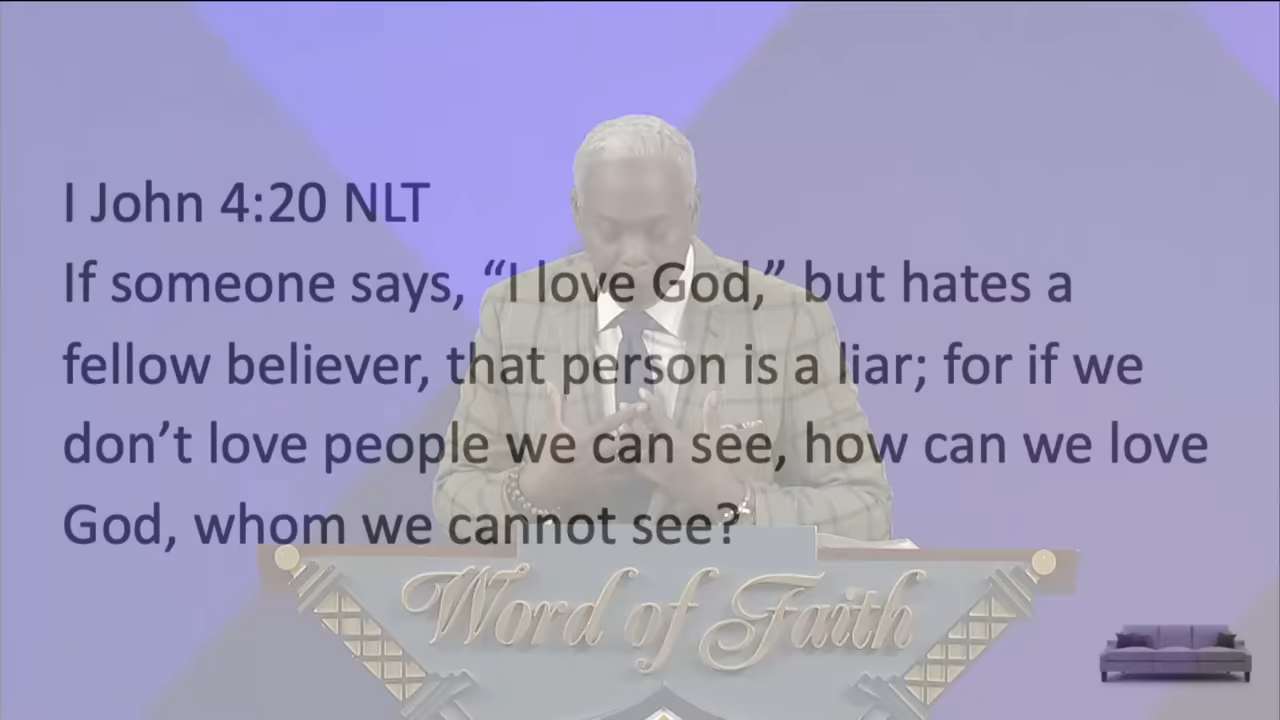 I John 4:20 NLT
If someone says, “I love God,” but hates a
fellow believer, that person is a liar; for if we
don’t love people we can see, how can we love
God, whom we cannot see?
Word of Faith